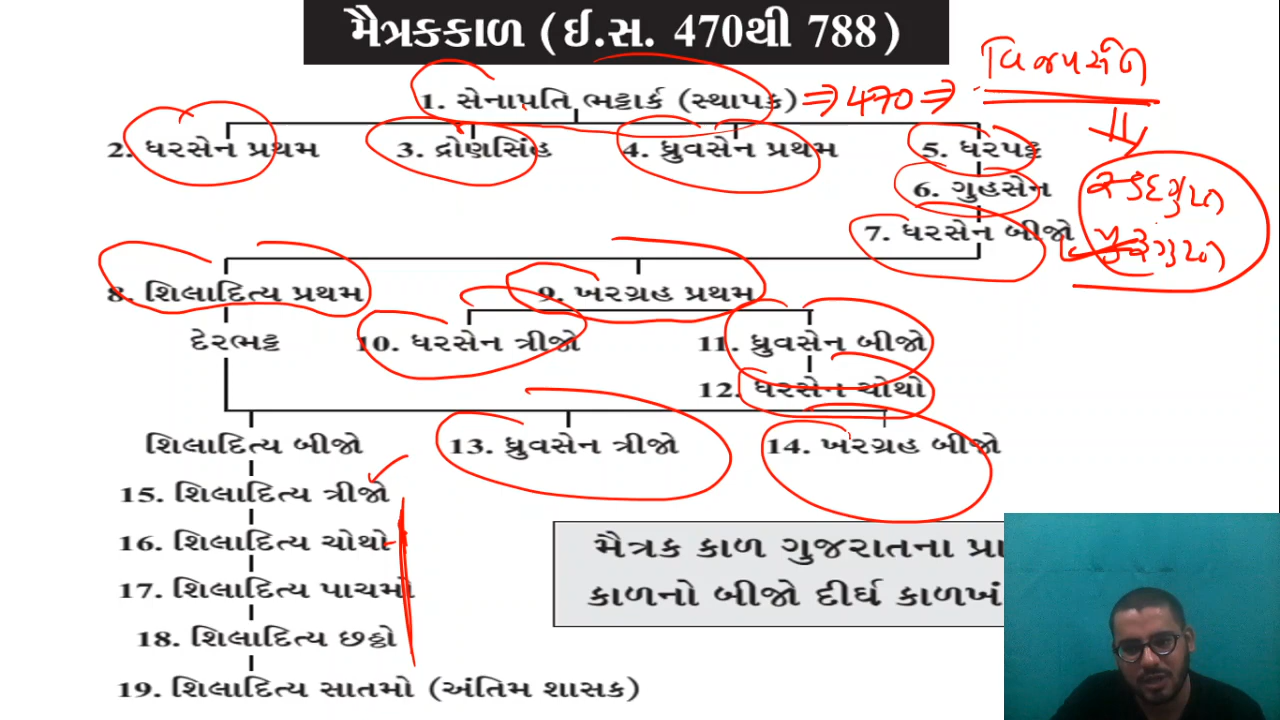 મૈત્રકકાળ (ઈ.સ. 470થી 788)
1. સેનાપતિ ભટ્ટાર્ક (સ્થાપક) ⇒ 470 ⇒
2. ધરસેન પ્રથમ 3. દ્રોણસિંહ 4. ધ્રુવસેન પ્રથમ 5. ધરપટ્ટ
6. ગુહસેન
7. ધરસેન બીજો
8. શિલાદિત્ય પ્રથમ 9. ખરગ્રહ પ્રથમ
દેરભટ્ટ 10. ધરસેન ત્રીજો 11. ધ્રુવસેન બીજો
12. ધરસેન ચોથો
શિલાદિત્ય બીજો 13. ધ્રુવસેન ત્રીજો 14. ખરગ્રહ બીજો
15. શિલાદિત્ય ત્રીજો
16. શિલાદિત્ય ચોથો
17. શિલાદિત્ય પાચમો
18. શિલાદિત્ય છઠ્ઠો
19. શિલાદિત્ય સાતમો (અંતિમ શાસક)
મૈત્રક કાળ ગુજરાતના પ્રા
કાળનો બીજો દીર્ઘ કાળખં